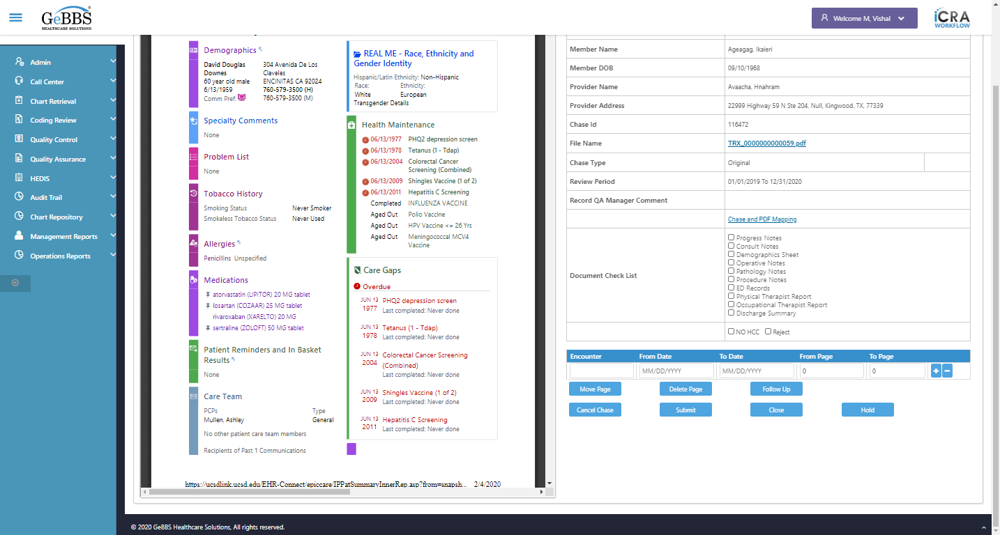 GeBBS
HEALTHCARE SOLUTIONS
Welcome M, Vishal
iCRA
WORKFLOW
Admin
Call Center
Chart Retrieval
Coding Review
Quality Control
Quality Assurance
HEDIS
Audit Trail
Chart Repository
Management Reports
Operations Reports
Demographics
David Douglas
Downes
60 year old male
6/13/1959
Comm Pref:
304 Avenida De Los
Claveles
ENCINITAS CA 92024
760-579-3500 (H)
760-579-3500 (M)
Specialty Comments
None
Problem List
None
Tobacco History
Smoking Status Never Smoker
Smokeless Tobacco Status Never Used
Allergies
Penicillins Unspecified
Medications
atorvastatin (LIPITOR) 20 MG tablet
losartan (COZAAR) 25 MG tablet
rivaroxaban (XARELTO) 20 MG
sertraline (ZOLOFT) 50 MG tablet
Patient Reminders and In Basket
Results
None
Care Team
PCPs Type
Mullen, Ashley General
No other patient care team members
Recipients of Past 1 Communications
REAL ME - Race, Ethnicity and
Gender Identity
Hispanic/Latin Ethnicity: Non-Hispanic
Race: Ethnicity:
White European
Transgender Details
Health Maintenance
06/13/1977 PHQ2 depression screen
06/13/1978 Tetanus (1 - Tdap)
06/13/2004 Colorectal Cancer
Screening (Combined)
06/13/2009 Shingles Vaccine (1 of 2)
06/13/2011 Hepatitis C Screening
Completed INFLUENZA VACCINE
Aged Out Polio Vaccine
Aged Out HPV Vaccine <= 26 Yrs
Aged Out Meningococcal MCV4
Vaccine
Care Gaps
Overdue
JUN 13 PHQ2 depression screen
1977 Last completed: Never done
JUN 13 Tetanus (1 - Tdap)
1978 Last completed: Never done
JUN 13 Colorectal Cancer Screening
2004 (Combined)
Last completed: Never done
JUN 13 Shingles Vaccine (1 of 2)
2009 Last completed: Never done
JUN 13 Hepatitis C Screening
2011 Last completed: Never done
https://ucsdlink.ucsd.edu/EHR-Connect/epiccare/IPPatSummaryInnerRep.asp?from=snapsh... 2/4/2020
Member Name Ageagag, Ikaieri
Member DOB 09/10/1968
Provider Name Avaacha, Hnahram
Provider Address 22999 Highway 59 N Ste 204, Null, Kingwood, TX, 77339
Chase Id 116472
File Name TRX_0000000000059.pdf
Chase Type Original
Review Period 01/01/2019 To 12/31/2020
Record QA Manager Comment
Chase and PDF Mapping
Document Check List
Progress Notes
Consult Notes
Demographics Sheet
Operative Notes
Pathology Notes
Procedure Notes
ED Records
Physical Therapist Report
Occupational Therapist Report
Discharge Summary
NO HCC Reject
Encounter From Date To Date From Page To Page
MM/DD/YYYY MM/DD/YYYY 0 0
Move Page Delete Page Follow Up
Cancel Chase Submit Close Hold
© 2020 GeBBS Healthcare Solutions, All rights reserved.